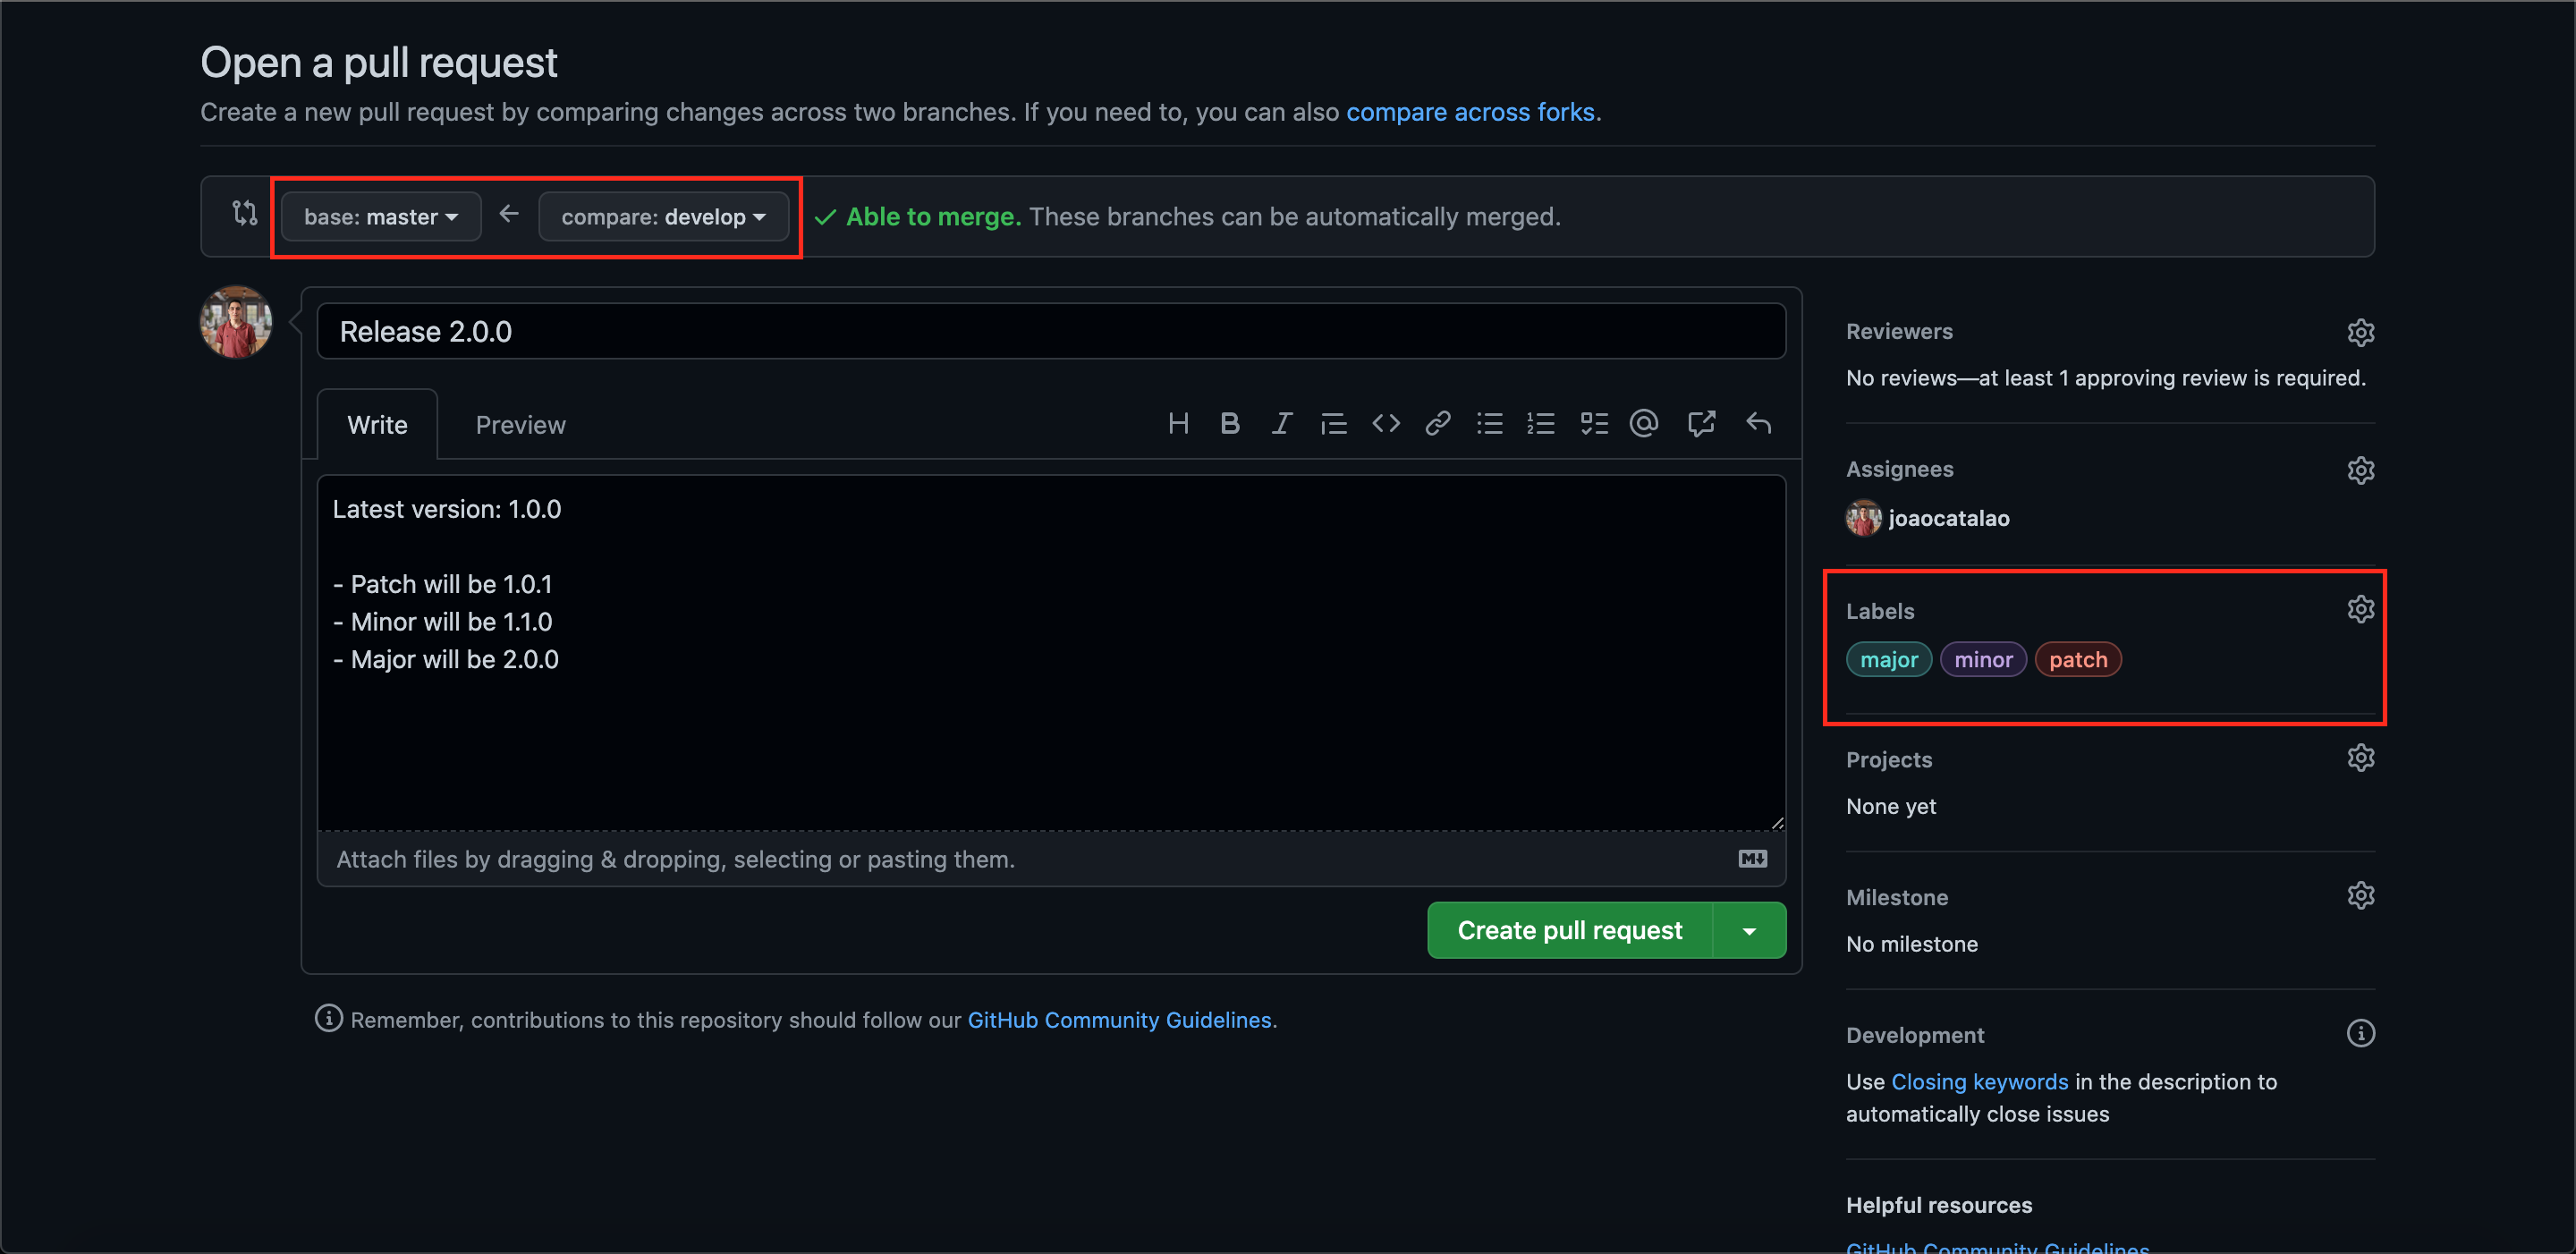 Open a pull request
Create a new pull request by comparing changes across two branches. If you need to, you can also compare across forks.
base: master
compare: develop
Able to merge. These branches can be automatically merged.
Release 2.0.0
Write
Preview
Latest version: 1.0.0
- Patch will be 1.0.1
- Minor will be 1.1.0
- Major will be 2.0.0
Attach files by dragging & dropping, selecting or pasting them.
Create pull request
Remember, contributions to this repository should follow our GitHub Community Guidelines.
Reviewers
No reviews—at least 1 approving review is required.
Assignees
joaocatalao
Labels
major minor patch
Projects
None yet
Milestone
No milestone
Development
Use Closing keywords in the description to
automatically close issues
Helpful resources
GitHub Community Guidelines